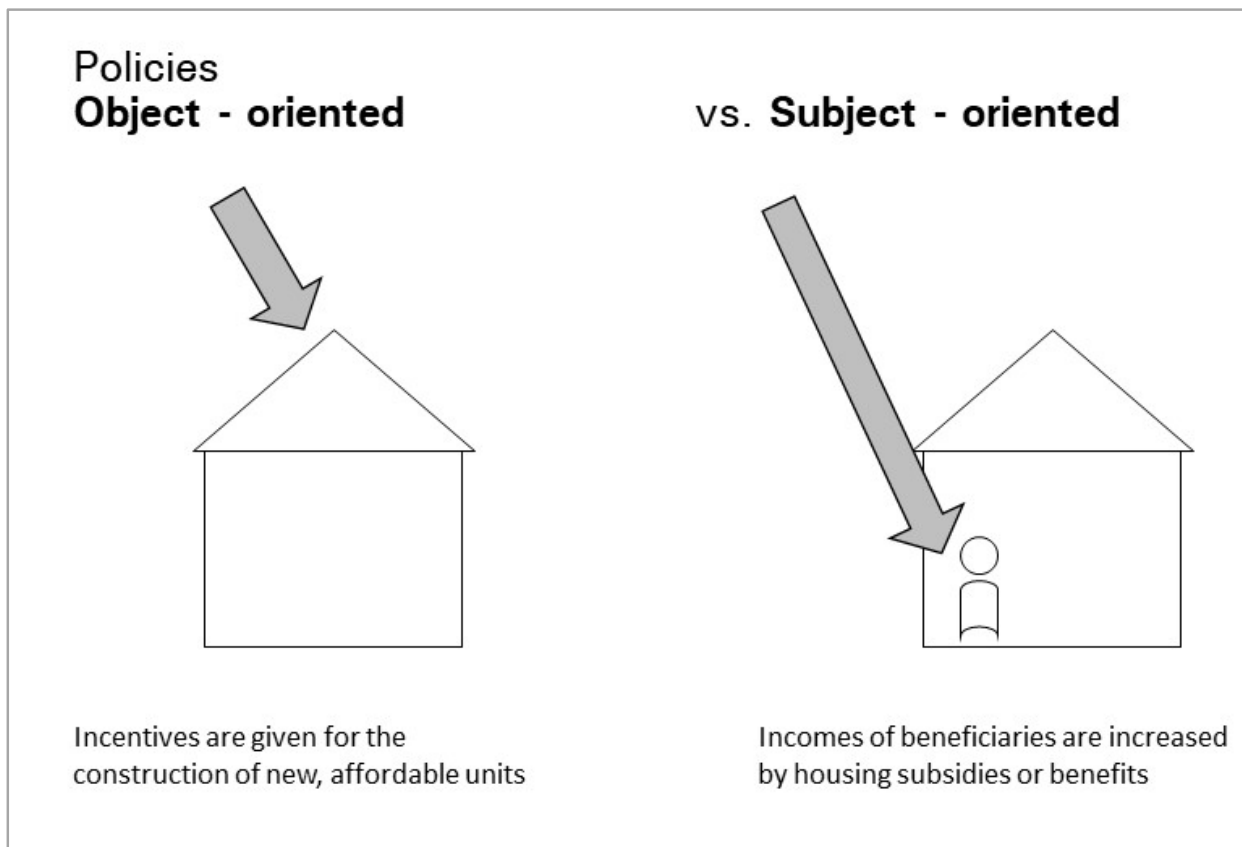 Policies
Object - oriented
vs. Subject - oriented
Incentives are given for the
construction of new, affordable units
Incomes of beneficiaries are increased
by housing subsidies or benefits